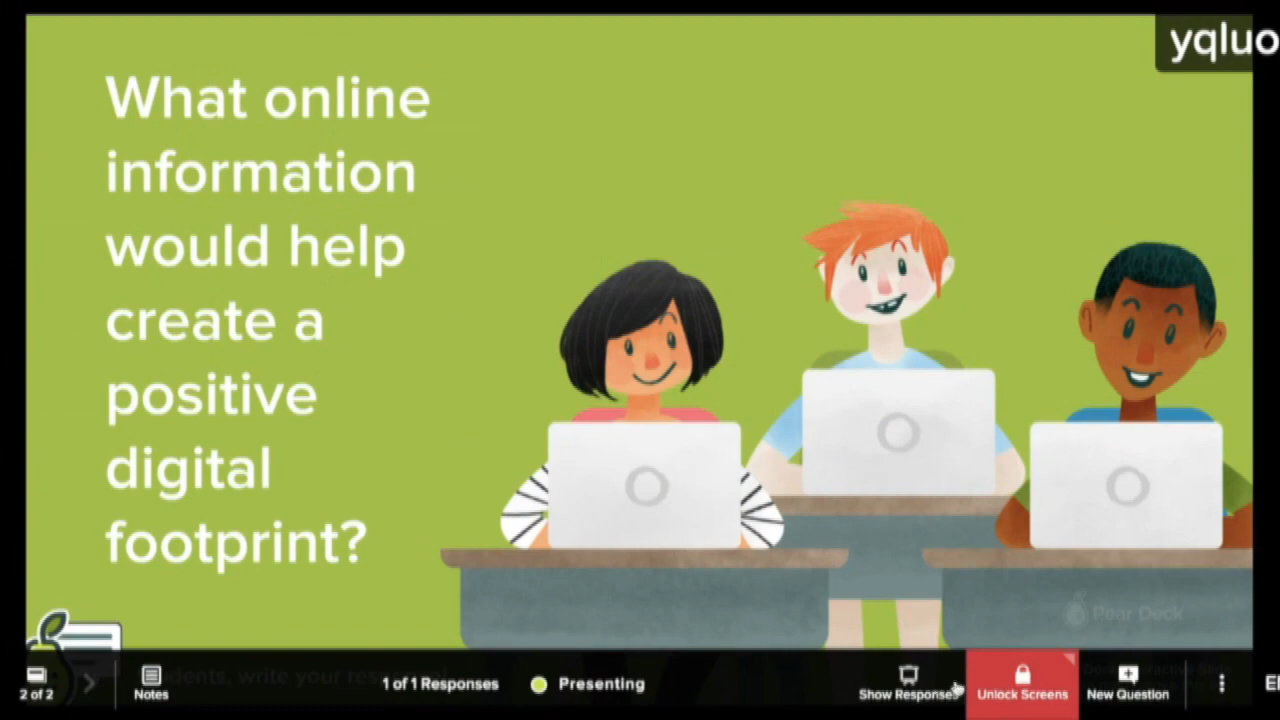 yqluo
What online
information
would help
create a
positive
digital
footprint?
Pear Deck
2 of 2
Notes
1 of 1 Responses
Presenting
Show Responses
Unlock Screens
New Question